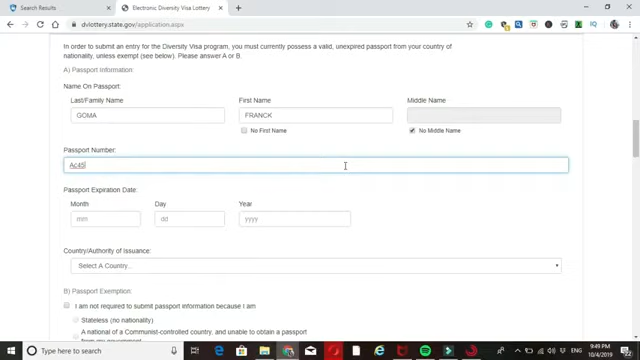 Search Results
Electronic Diversity Visa Lottery
dvlottery.state.gov/application.aspx
In order to submit an entry for the Diversity Visa program, you must currently possess a valid, unexpired passport from your country of
nationality, unless exempt (see below). Please answer A or B.
A) Passport Information
Name On Passport:
Last/Family Name First Name Middle Name
GOMA FRANCK
No First Name No Middle Name
Passport Number:
Ac45
Passport Expiration Date:
Month Day Year
mm dd yyyy
Country/Authority of Issuance:
Select A Country...
B) Passport Exemption:
I am not required to submit passport information because I am
Stateless (no nationality)
A national of a Communist-controlled country, and unable to obtain a passport
Type here to search
ENG
9:49 PM
10/4/2019